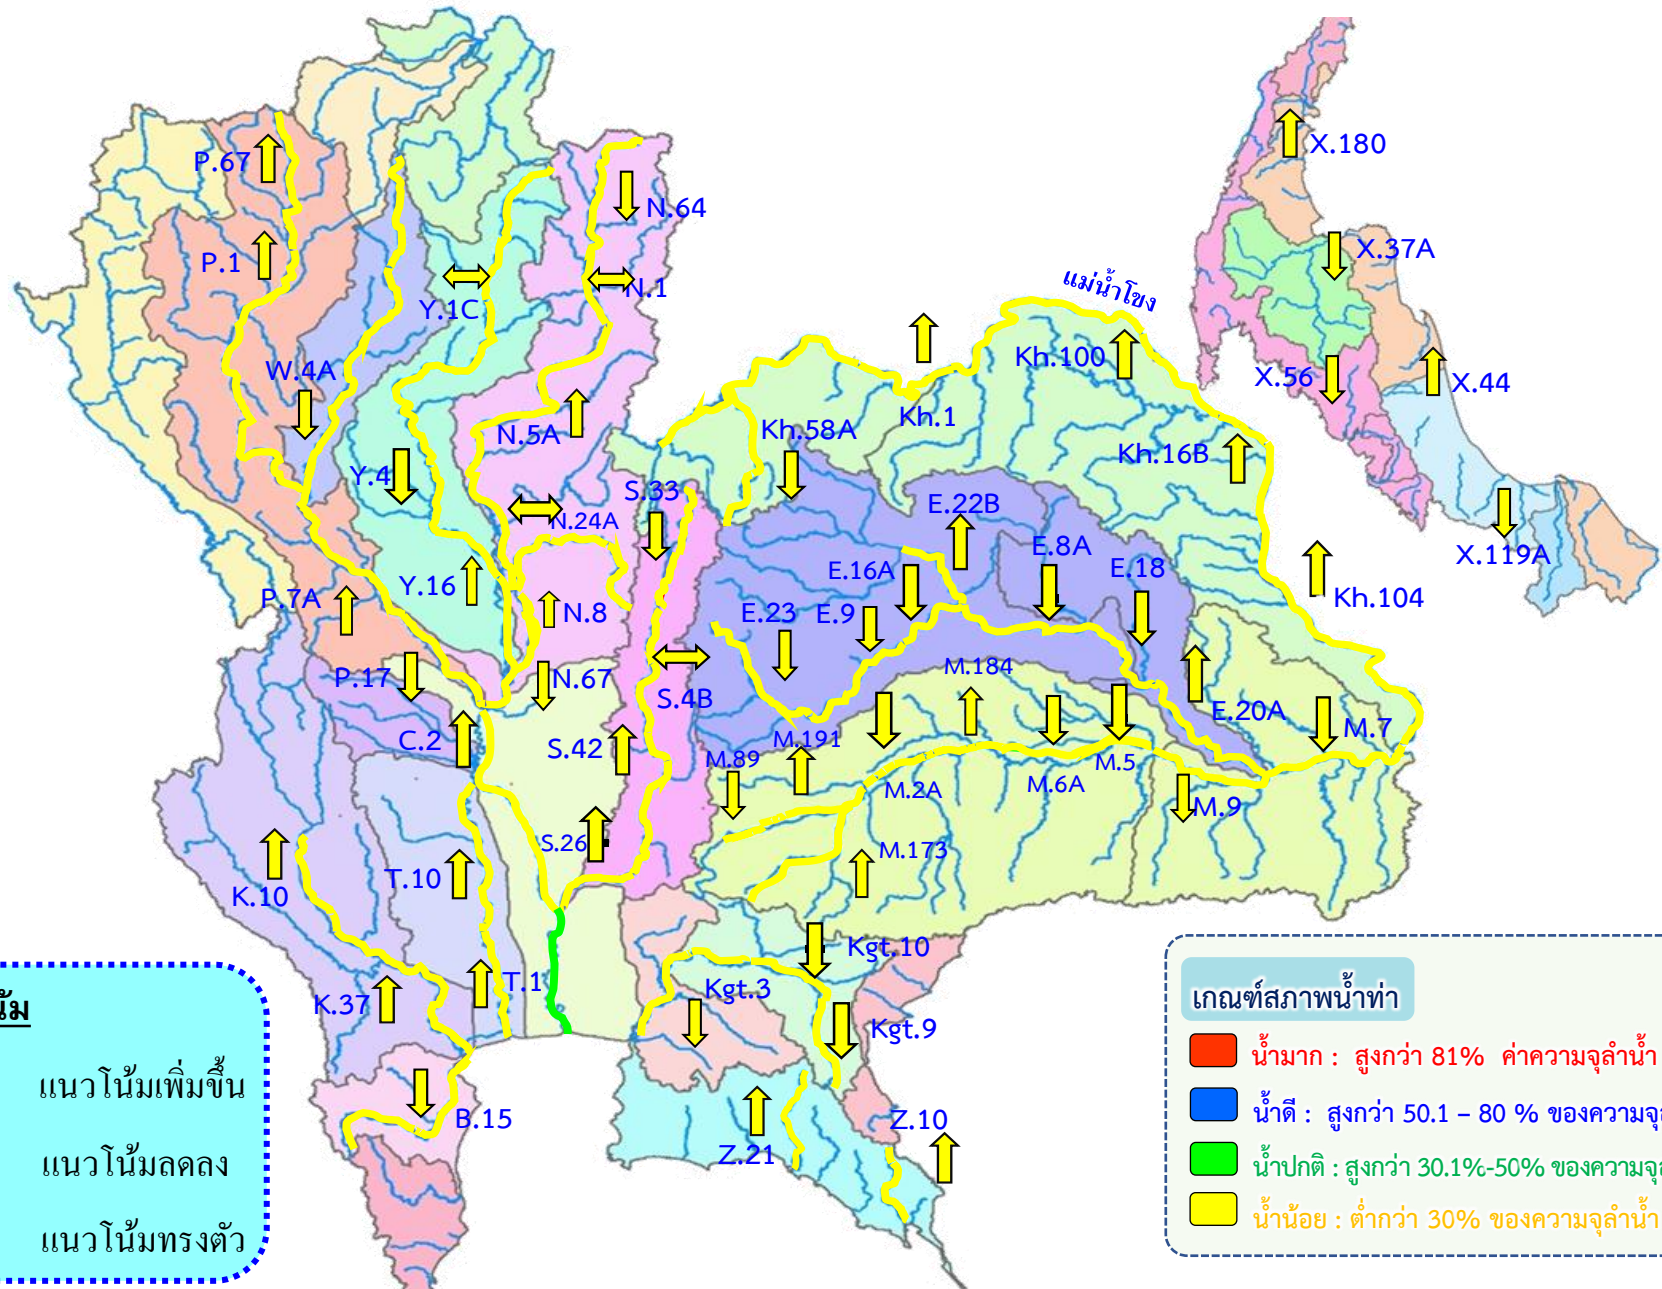 P.67
X.180
N.64
P.1
X.37A
N.1
แม่น้ำโขง
Y.1C
Kh.100
W.4A
X.56
X.44
Kh.1
N.5A
Kh.58A
Kh.16B
Y.4
S.33
N.24A
E.22B
E.8A
E.18
X.119A
E.16A
Y.16
P.7A
N.8
E.23
E.9
Kh.104
M.184
P.17
N.67
S.4B
E.20A
M.7
C.2
S.42
M.191
M.89
M.2A
M.6A
M.5
M.9
S.26
M.173
T.10
K.10
Kgt.10
Kgt.3
T.1
K.37
Kgt.9
B.15
Z.10
Z.21
แนวโน้มเพิ่มขึ้น
แนวโน้มลดลง
แนวโน้มทรงตัว
เกณฑ์สภาพน้ำท่า
น้ำมาก : สูงกว่า 81% ค่าความจุลำน้ำ
น้ำดี : สูงกว่า 50.1 – 80 % ของความจุ
น้ำปกติ : สูงกว่า 30.1%-50% ของความจุ
น้ำน้อย : ต่ำกว่า 30% ของความจุลำน้ำ